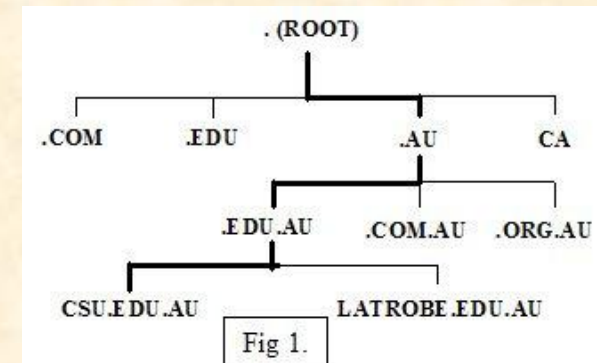 . (ROOT)
.COM .EDU .AU CA
.EDU.AU .COM.AU .ORG.AU
CSU.EDU.AU LATROBE.EDU.AU
Fig 1.